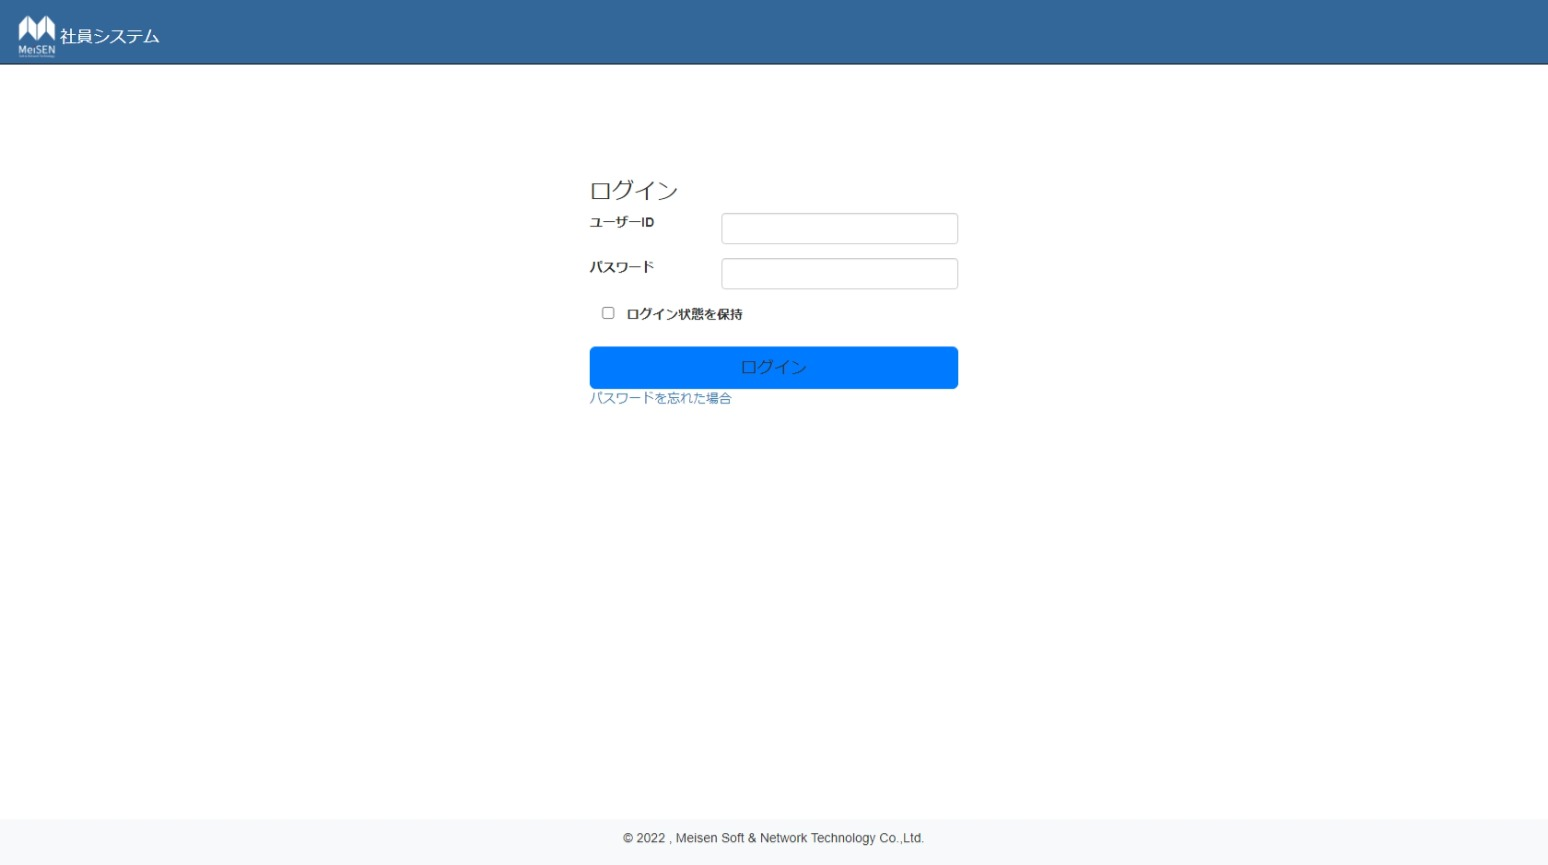 MeiSEN
社員システム
ログイン
ユーザーID
パスワード
ログイン状態を保持
ログイン
パスワードを忘れた場合
© 2022 , Meisen Soft & Network Technology Co.,Ltd.